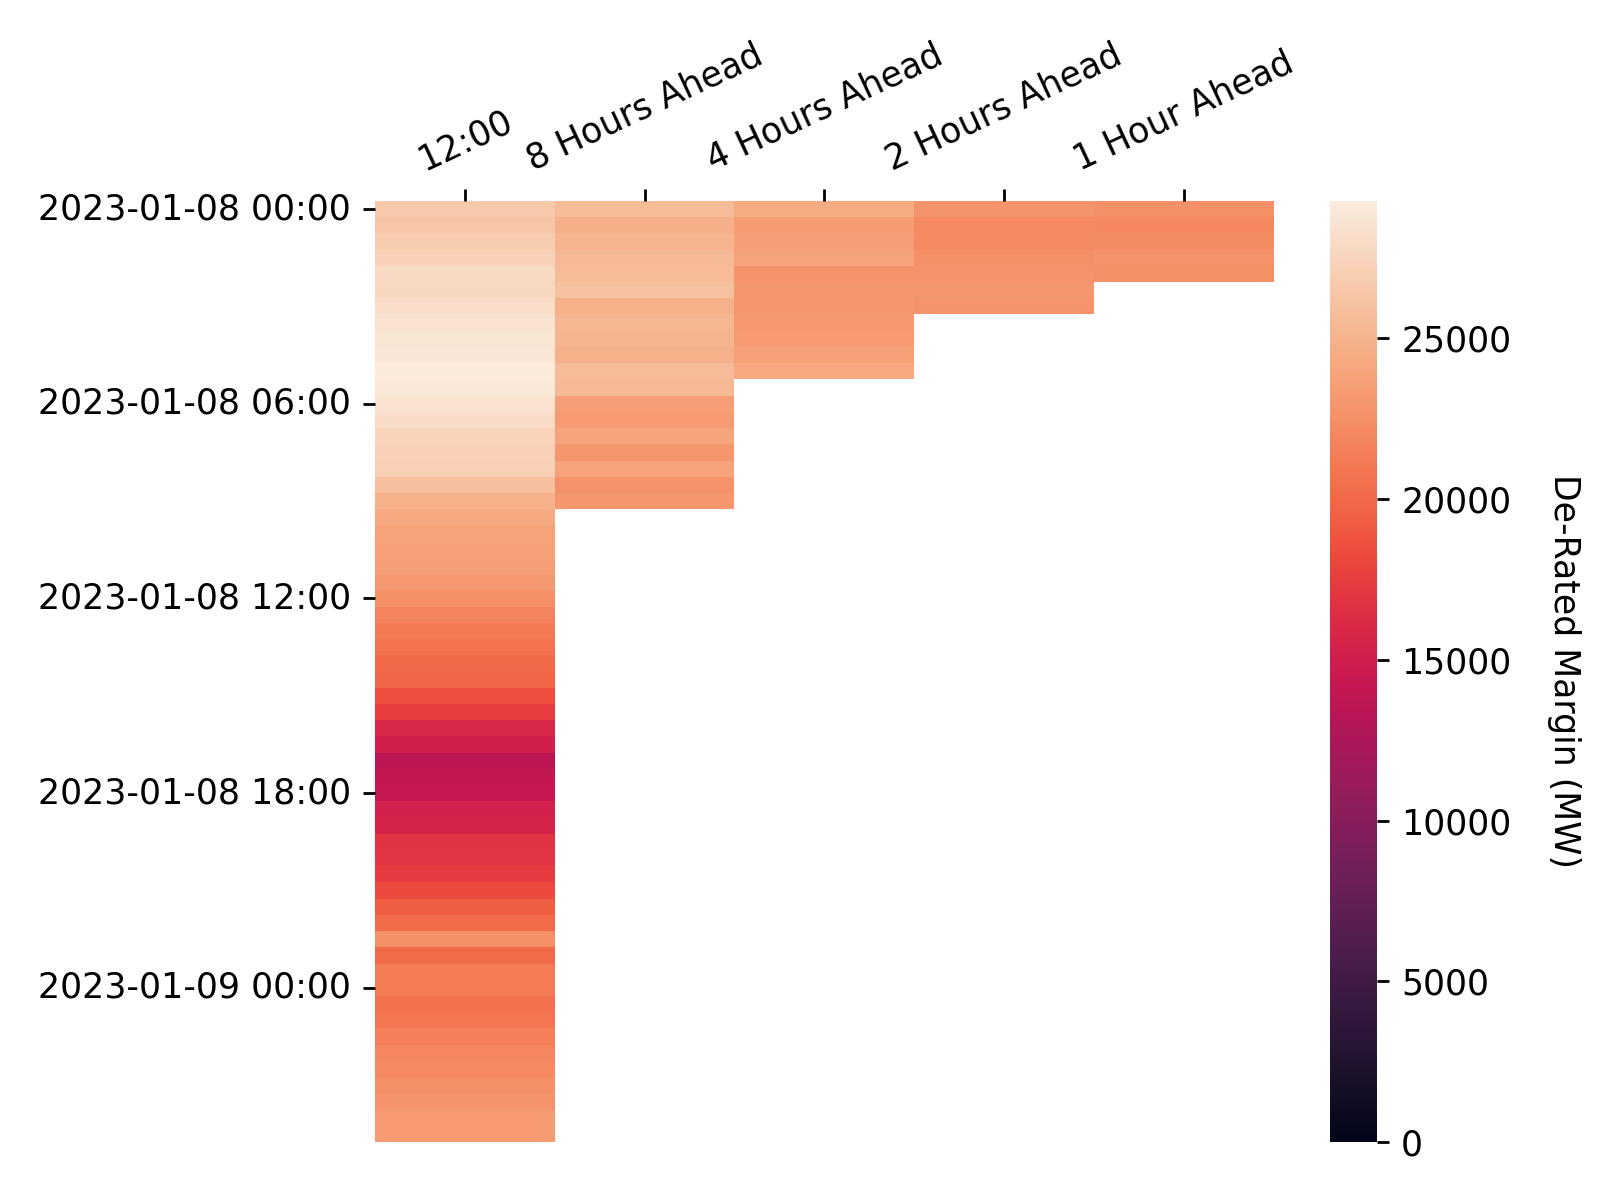 12:00
8 Hours Ahead
4 Hours Ahead
2 Hours Ahead
1 Hour Ahead
2023-01-08 00:00
2023-01-08 06:00
2023-01-08 12:00
2023-01-08 18:00
2023-01-09 00:00
25000
20000
15000
10000
5000
0
De-Rated Margin (MW)